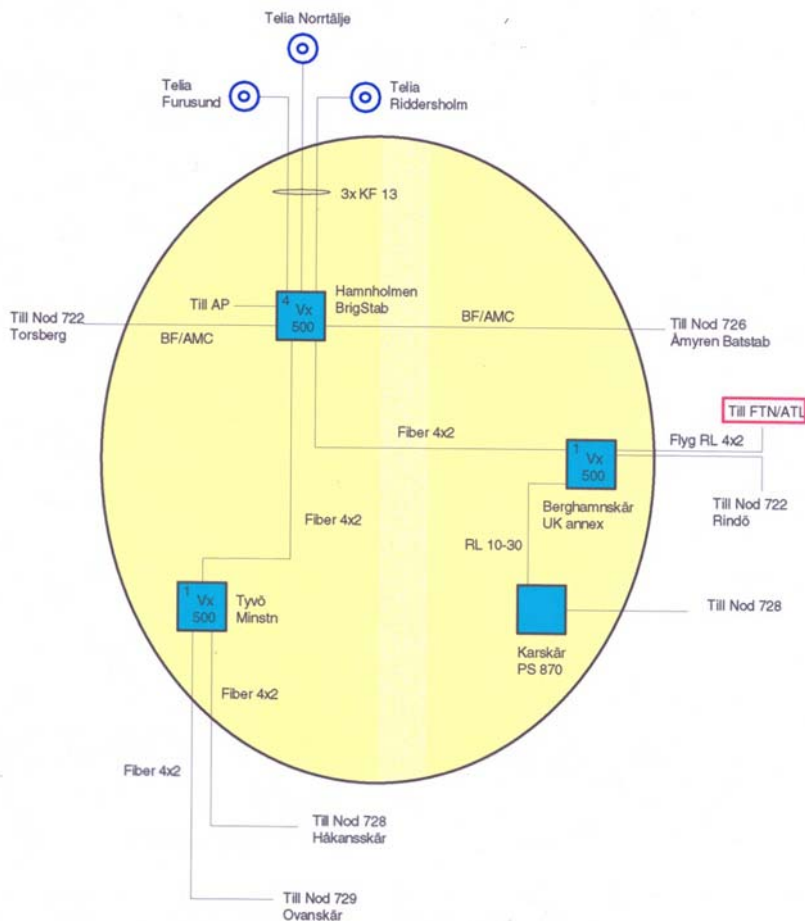 Telia Norrtälje
Telia
Furusund
Telia
Riddersholm
3x KF 13
Hamnholmen
BrigStab
4
Vx
500
Till AP
Till Nod 722
Torsberg
BF/AMC
BF/AMC
Till Nod 726
Åmyren Batstab
Till FTN/ATL
Fiber 4x2
Flyg RL 4x2
1
Vx
500
Berghamnskär
UK annex
Till Nod 722
Rindö
Fiber 4x2
RL 10-30
1
Vx
500
Tyvö
Minstn
Till Nod 728
Karskär
PS 870
Fiber 4x2
Fiber 4x2
Till Nod 728
Håkansskär
Till Nod 729
Ovanskär